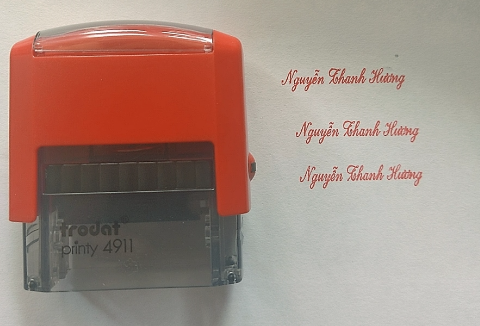 trodat
printy 4911
Nguyễn Thanh Hương
Nguyễn Thanh Hương
Nguyễn Thanh Hương